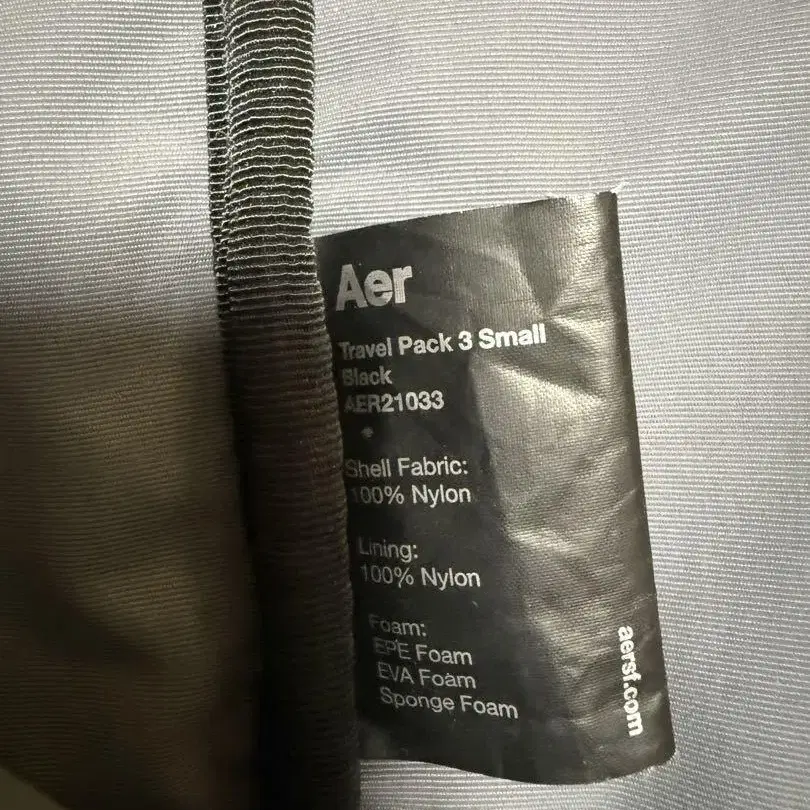 Aer
Travel Pack 3 Small
Black
AER21033
Shell Fabric:
100% Nylon
Lining:
100% Nylon
Foam:
EPE Foam
EVA Foam
Sponge Foam
aersf.com